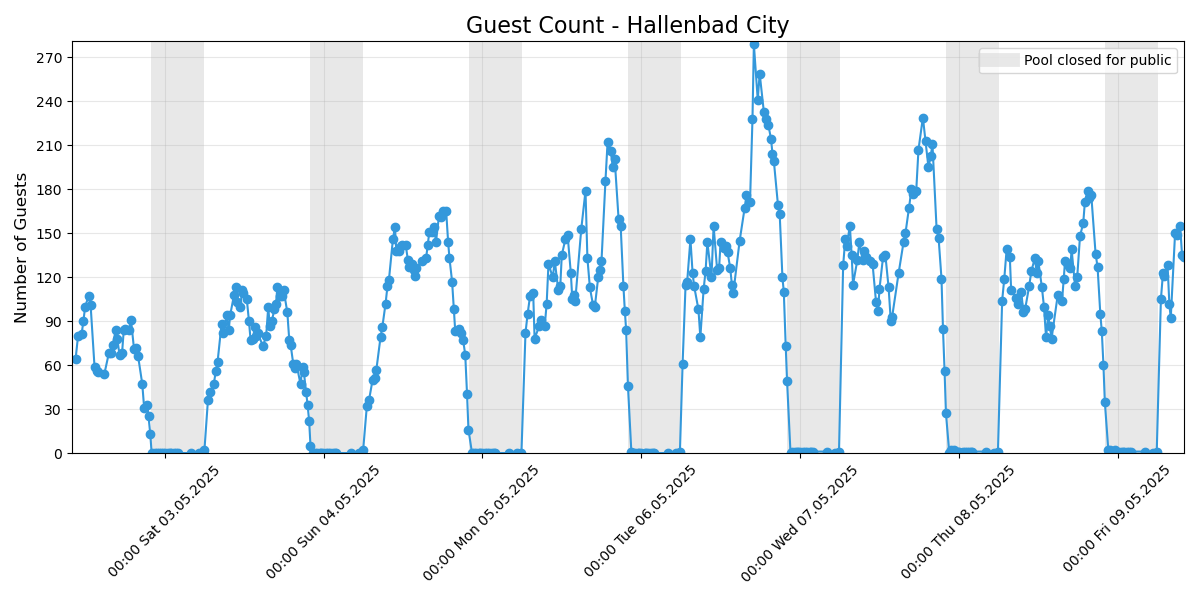 Guest Count - Hallenbad City
Pool closed for public
Number of Guests
270
240
210
180
150
120
90
60
30
0
00:00 Sat 03.05.2025
00:00 Sun 04.05.2025
00:00 Mon 05.05.2025
00:00 Tue 06.05.2025
00:00 Wed 07.05.2025
00:00 Thu 08.05.2025
00:00 Fri 09.05.2025